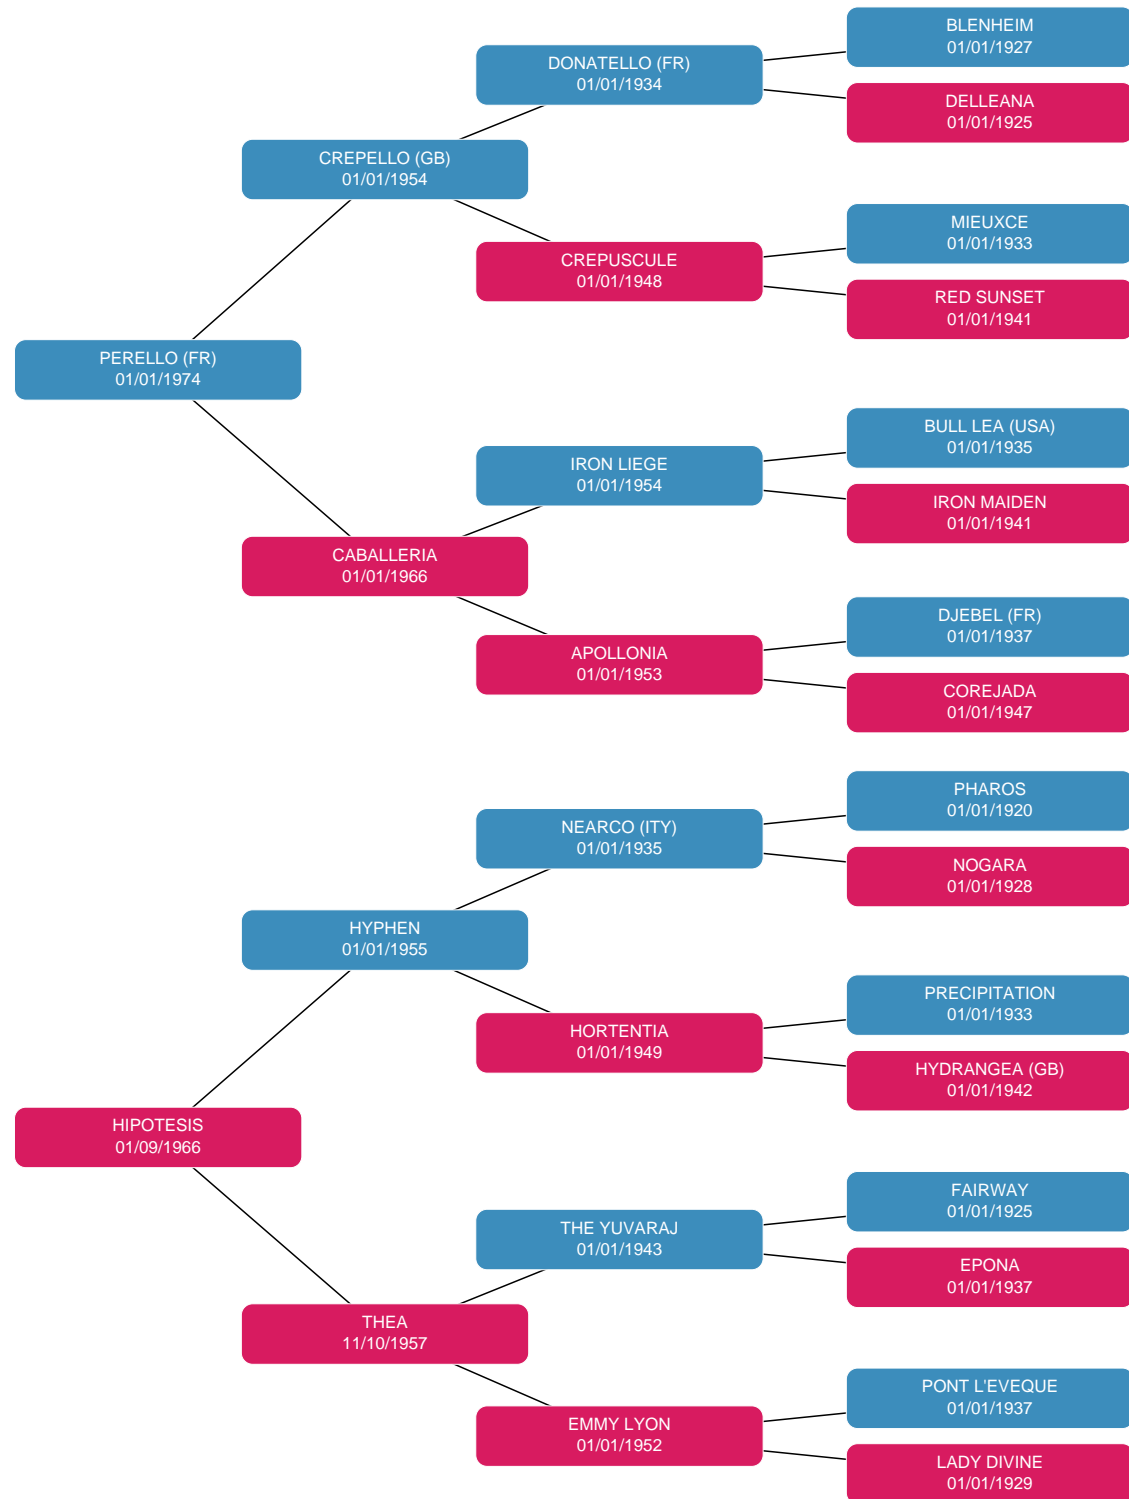 BLENHEIM
01/01/1927
DONATELLO (FR)
01/01/1934
DELLEANA
01/01/1925
CREPELLO (GB)
01/01/1954
MIEUXCE
01/01/1933
CREPUSCULE
01/01/1948
RED SUNSET
01/01/1941
PERELLO (FR)
01/01/1974
BULL LEA (USA)
01/01/1935
IRON LIEGE
01/01/1954
IRON MAIDEN
01/01/1941
CABALLERIA
01/01/1966
DJEBEL (FR)
01/01/1937
APOLLONIA
01/01/1953
COREJADA
01/01/1947
PHAROS
01/01/1920
NEARCO (ITY)
01/01/1935
NOGARA
01/01/1928
HYPHEN
01/01/1955
PRECIPITATION
01/01/1933
HORTENTIA
01/01/1949
HYDRANGEA (GB)
01/01/1942
HIPOTESIS
01/09/1966
FAIRWAY
01/01/1925
THE YUVARAJ
01/01/1943
EPONA
01/01/1937
THEA
11/10/1957
PONT L'EVEQUE
01/01/1937
EMMY LYON
01/01/1952
LADY DIVINE
01/01/1929